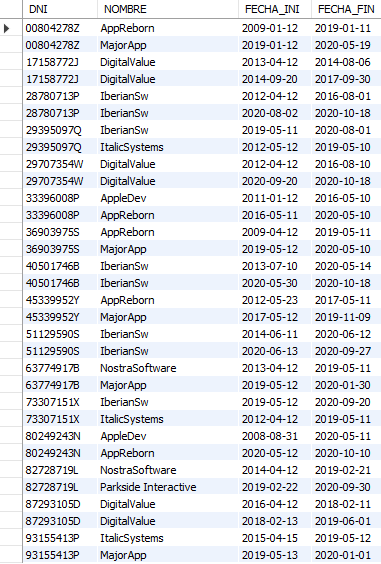 DNI NOMBRE FECHA_INI FECHA_FIN
00804278Z AppReborn 2009-01-12 2019-01-11
00804278Z MajorApp 2019-01-12 2020-05-19
17158772J DigitalValue 2013-04-12 2014-08-06
17158772J DigitalValue 2014-09-20 2017-09-30
28780713P IberianSw 2012-04-12 2016-08-01
28780713P IberianSw 2020-08-02 2020-10-18
29395097Q IberianSw 2019-05-11 2020-08-01
29395097Q ItalicSystems 2012-05-12 2019-05-10
29707354W DigitalValue 2012-04-12 2016-08-10
29707354W DigitalValue 2020-09-20 2020-10-18
33396008P AppleDev 2011-01-12 2016-05-10
33396008P AppReborn 2016-05-11 2020-05-10
36903975S AppReborn 2009-04-12 2019-05-11
36903975S MajorApp 2019-05-12 2020-05-10
40501746B IberianSw 2013-07-10 2020-05-14
40501746B IberianSw 2020-05-30 2020-10-18
45339952Y AppReborn 2012-05-23 2017-05-11
45339952Y MajorApp 2017-05-12 2019-11-09
51129590S IberianSw 2014-06-11 2020-06-12
51129590S IberianSw 2020-06-13 2020-09-27
63774917B NostraSoftware 2013-04-12 2019-05-11
63774917B MajorApp 2019-05-12 2020-01-30
73307151X IberianSw 2019-05-12 2020-09-20
73307151X ItalicSystems 2012-04-12 2019-05-11
80249243N AppleDev 2008-08-31 2020-05-11
80249243N AppReborn 2020-05-12 2020-10-10
82728719L NostraSoftware 2014-04-12 2019-02-21
82728719L Parkside Interactive 2019-02-22 2020-09-30
87293105D DigitalValue 2016-04-12 2018-02-11
87293105D DigitalValue 2018-02-13 2019-06-01
93155413P ItalicSystems 2015-04-15 2019-05-12
93155413P MajorApp 2019-05-13 2020-01-01